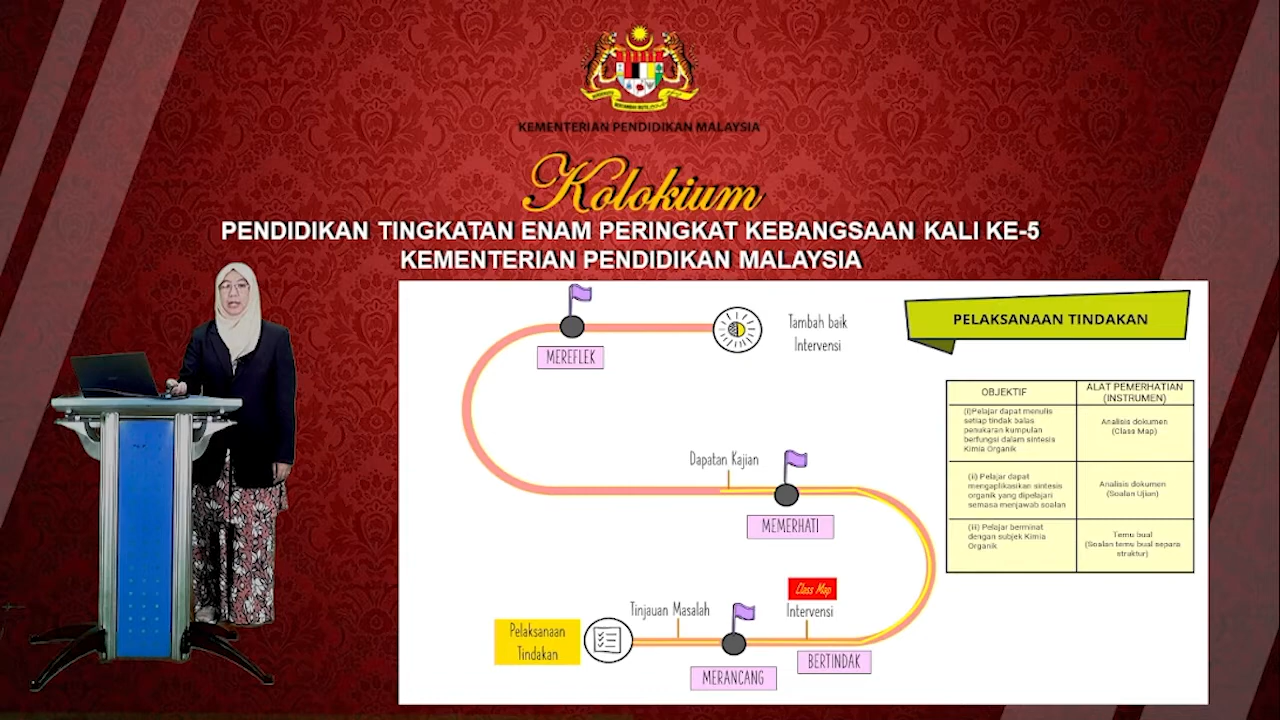 KEMENTERIAN PENDIDIKAN MALAYSIA
Kolokium
PENDIDIKAN TINGKATAN ENAM PERINGKAT KEBANGSAAN KALI KE-5
KEMENTERIAN PENDIDIKAN MALAYSIA
MEREFLEK
Tambah baik
Intervensi
Dapatan Kajian
MEMERHATI
Class Map
Intervensi
Tinjauan Masalah
Pelaksanaan
Tindakan
MERANCANG
BERTINDAK
PELAKSANAAN TINDAKAN
OBJEKTIF
ALAT PEMERHATIAN
(INSTRUMEN)
(i)Pelajar dapat menulis
setiap tindak balas
penukaran kumpulan
berfungsi dalam sintesis
Kimia Organik
Analisis dokumen
(Class Map)
(ii) Pelajar dapat
mengaplikasikan sintesis
organik yang dipelajari
semasa menjawab soalan
Analisis dokumen
(Soalan Ujian)
(iii) Pelajar berminat
dengan subjek Kimia
Organik
Temu bual
(Soalan temu bual separa
struktur)